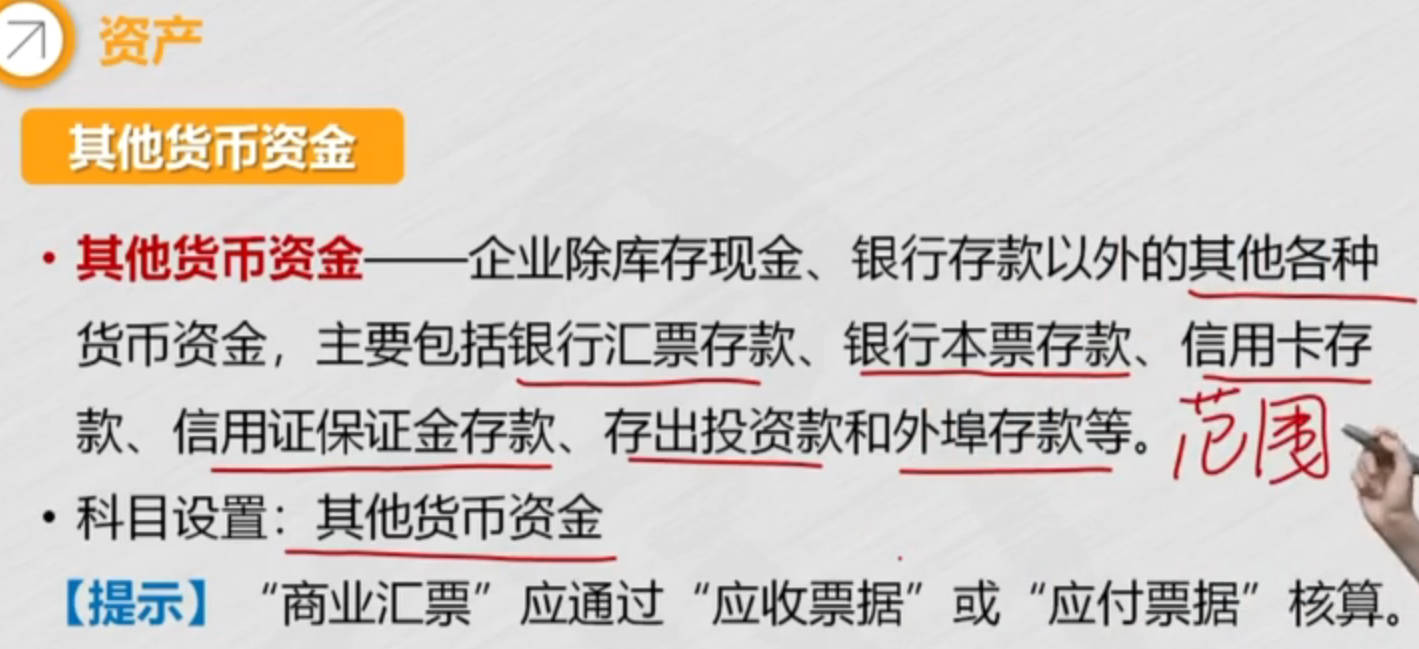 资产
其他货币资金
• 其他货币资金——企业除库存现金、银行存款以外的其他各种
货币资金，主要包括银行汇票存款、银行本票存款、信用卡存
款、信用证保证金存款、存出投资款和外埠存款等。范围
• 科目设置：其他货币资金
【提示】“商业汇票”应通过“应收票据”或“应付票据”核算。